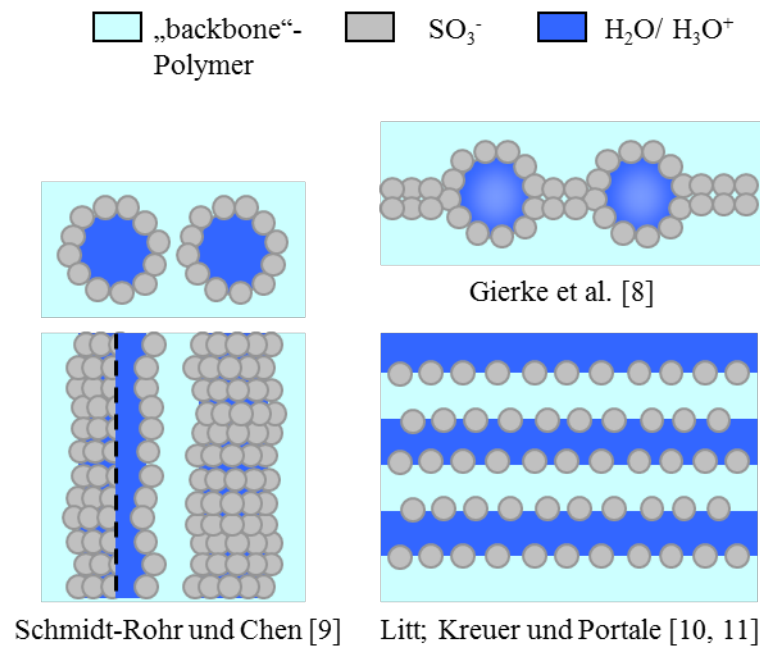 „backbone“-
Polymer
SO₃⁻
H₂O/ H₃O⁺
Gierke et al. [8]
Schmidt-Rohr und Chen [9]
Litt; Kreuer und Portale [10, 11]